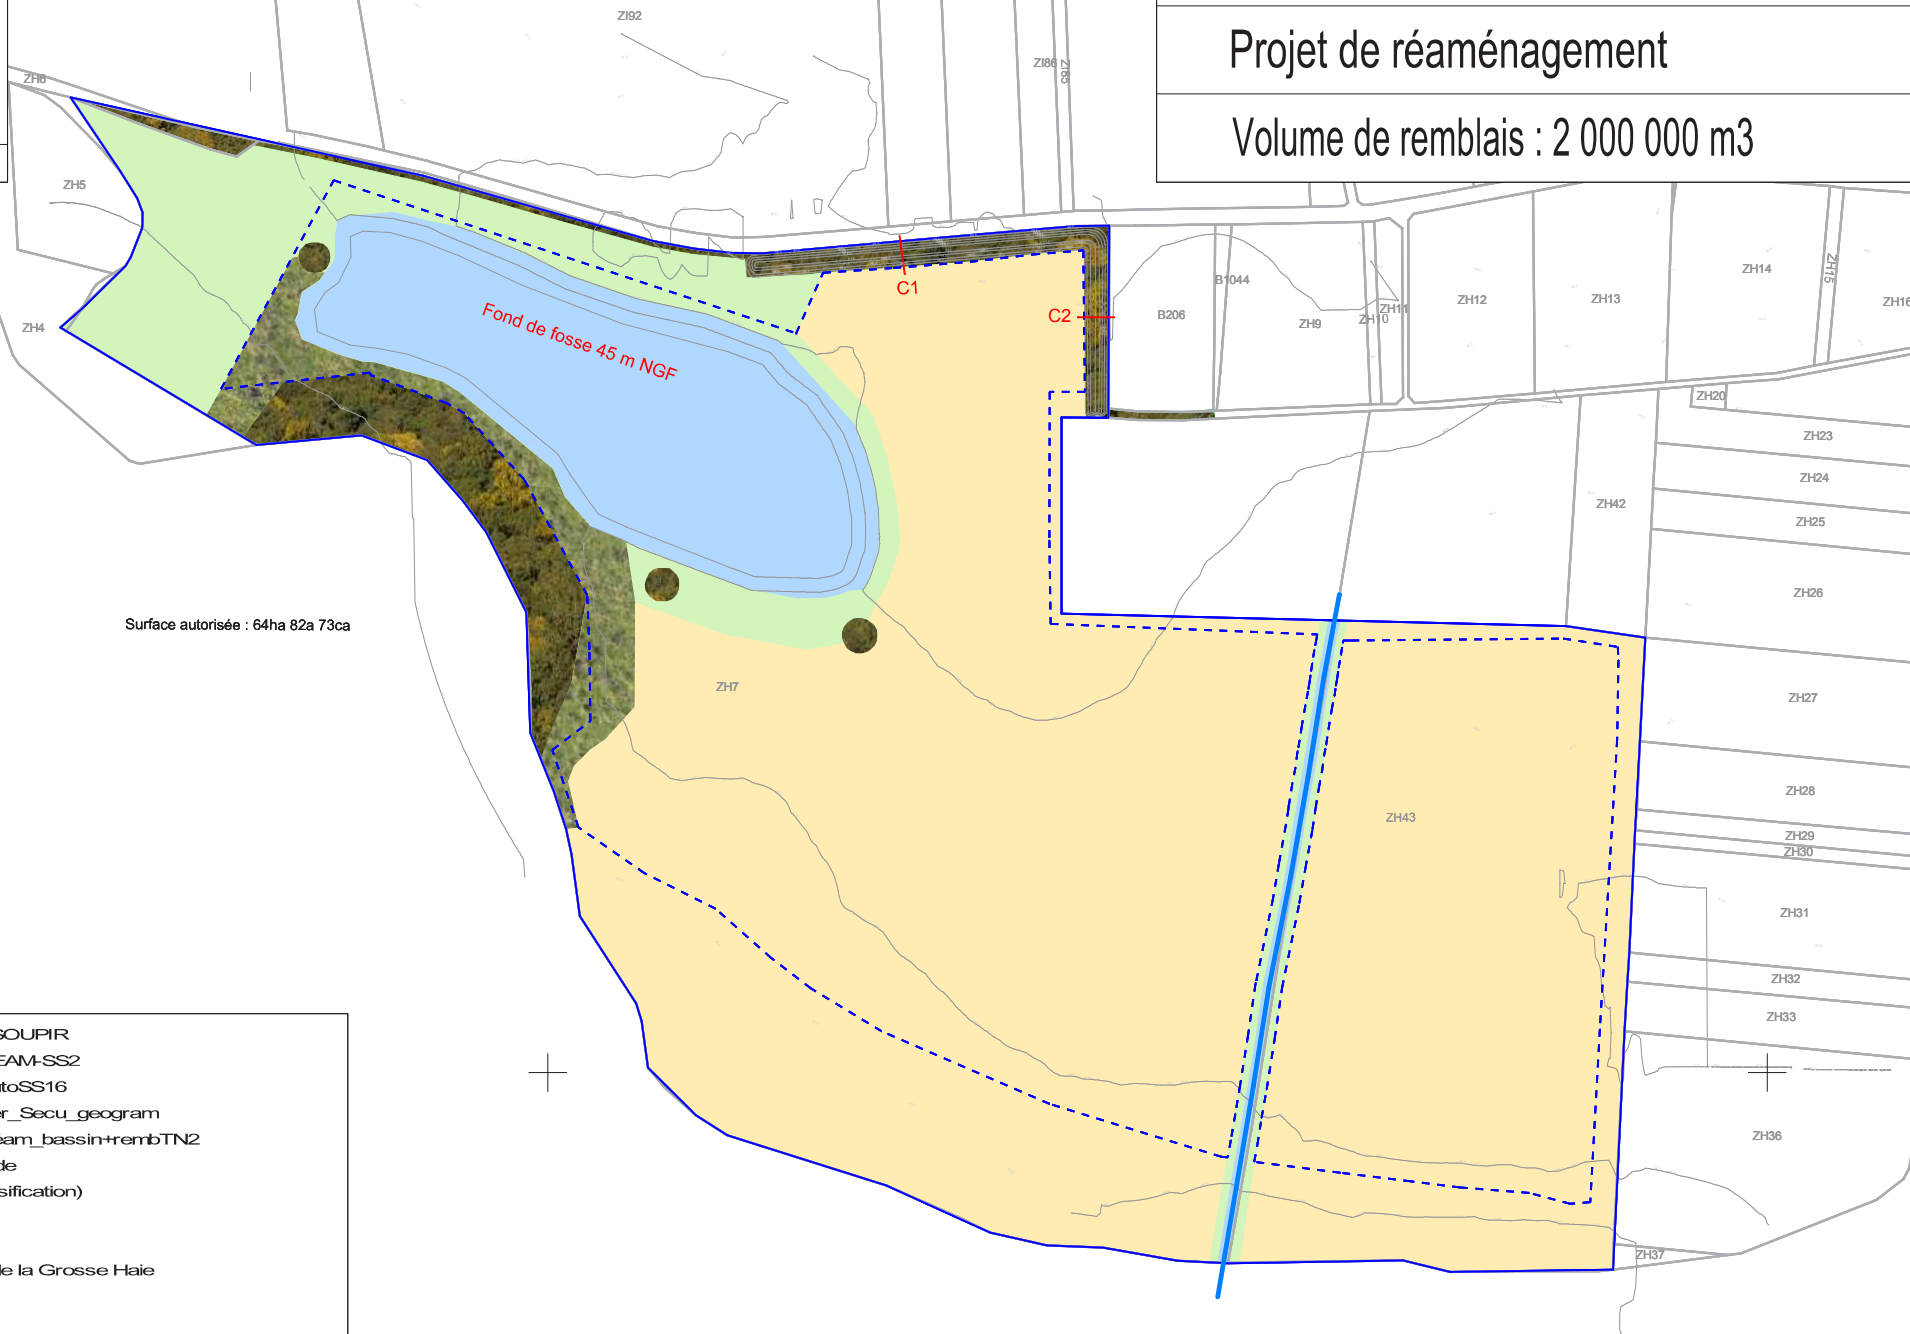 Projet de réaménagement
Volume de remblais : 2 000 000 m3
ZI92
ZI86
ZI85
ZH6
ZH5
ZH4
C1
C2
Fond de fosse 45 m NGF
B206
B1044
ZH9
ZH10
ZH11
ZH12
ZH13
ZH14
ZH15
ZH16
ZH20
ZH23
ZH24
ZH25
ZH42
ZH26
Surface autorisée : 64ha 82a 73ca
ZH7
ZH27
ZH28
ZH43
ZH29
ZH30
ZH31
ZH32
ZH33
ZH36
ZH37
SOUPIR
EAM-SS2
toSS16
er_Secu_geogram
éam_bassin+rembTN2
de
sification)
de la Grosse Haie